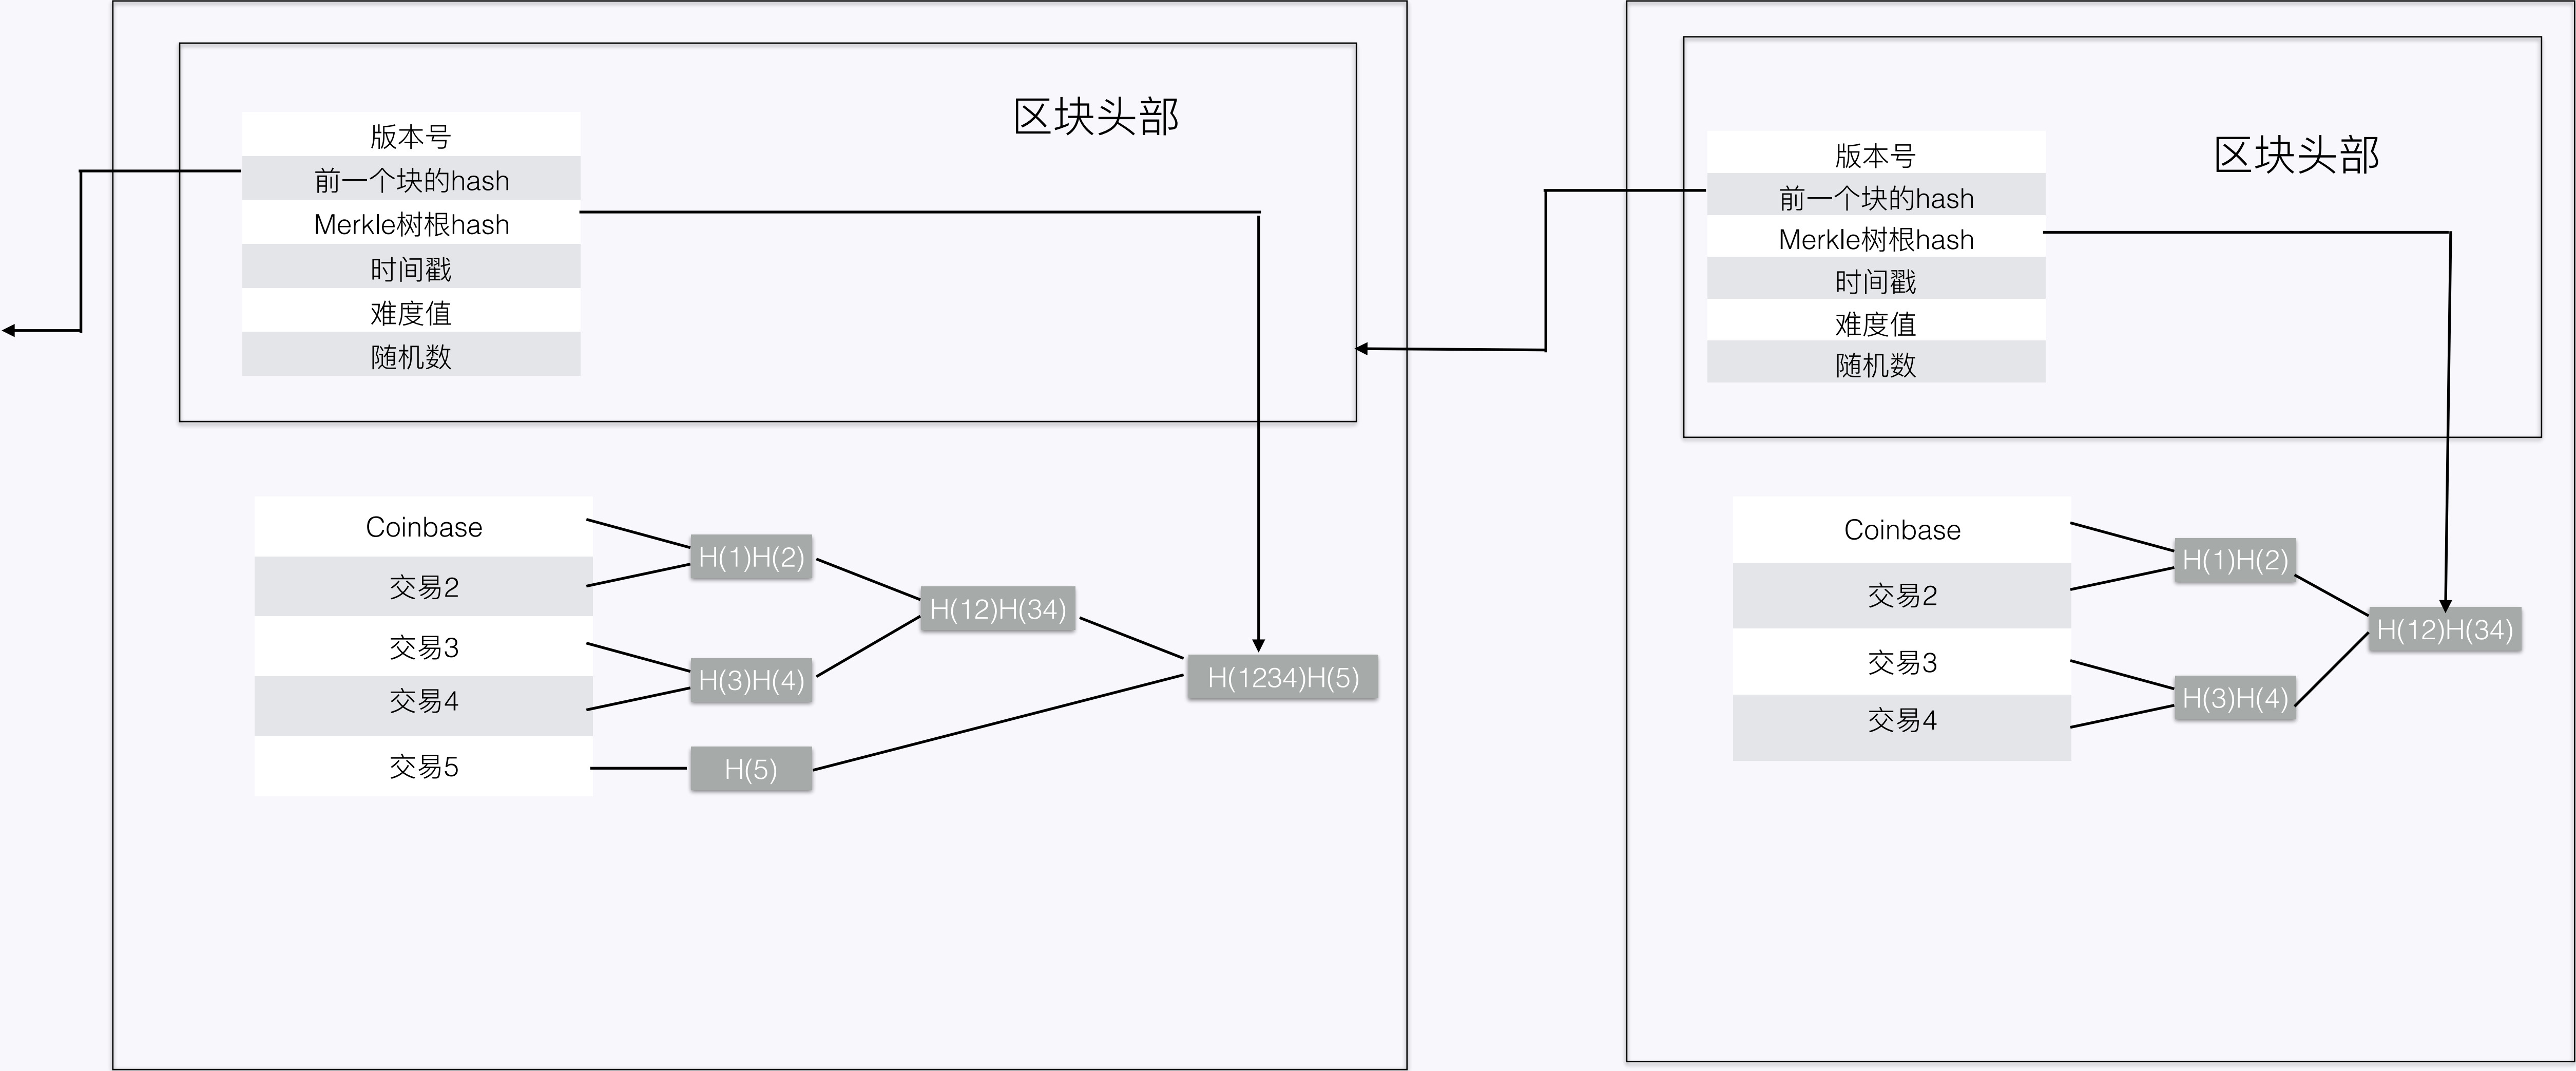 区块头部
版本号
前一个块的hash
Merkle树根hash
时间戳
难度值
随机数
Coinbase
交易2
交易3
交易4
交易5
H(1)H(2)
H(3)H(4)
H(5)
H(12)H(34)
H(1234)H(5)
区块头部
版本号
前一个块的hash
Merkle树根hash
时间戳
难度值
随机数
Coinbase
交易2
交易3
交易4
H(1)H(2)
H(3)H(4)
H(12)H(34)